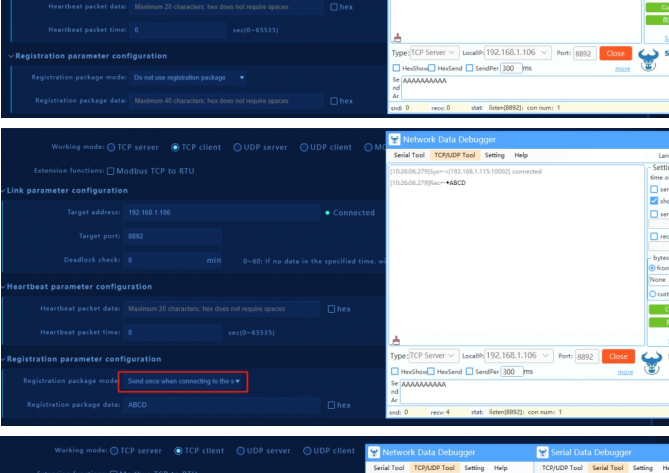 Heartbeat packet data: Maximum 20 characters; hex does not require spaces hex
Heartbeat packet time: 0 sec(0~65535)
Registration parameter configuration
Registration package mode: Do not use registration package
Registration package data: Maximum 40 characters; hex does not require spaces hex
Type: TCP Server LocalIP: 192.168.1.106 Port: 8892 Close
HexShow HexSend SendPer 300 ms more
Se
nd
Ar
AAAAAAAAAA
snd: 0 recv: 0 stat: listen[8892]; con num: 1
Working mode: TCP server TCP client UDP server UDP client
Extension functions: Modbus TCP to RTU
Link parameter configuration
Target address: 192.168.1.106 Connected
Target port: 8892
Deadlock check: 0 min 0~60; If no data in the specified time,
Heartbeat parameter configuration
Heartbeat packet data: Maximum 20 characters; hex does not require spaces hex
Heartbeat packet time: 0 sec(0~65535)
Registration parameter configuration
Registration package mode: Send once when connecting to the s
Registration package data: ABCD hex
Network Data Debugger
Serial Tool TCP/UDP Tool Setting Help
[10:26:06.279]Sys=→[192.168.1.115:10002] connected
[10:26:06.279]Rac=→ABCD
time o
bytes
None
Type: TCP Server LocalIP: 192.168.1.106 Port: 8892 Close
HexShow HexSend SendPer 300 ms more
Se
nd
Ar
AAAAAAAAAA
snd: 0 recv: 4 stat: listen[8892]; con num: 1
Working mode: TCP server TCP client UDP server UDP client
Network Data Debugger
Serial Tool TCP/UDP Tool Setting Help
Serial Data Debugger
TCP/UDP Tool Serial Tool Setting